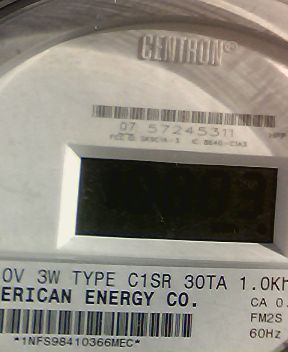 CENTRON®
07 57245311
0V 3W TYPE C1SR 30TA 1.0Kh
ERICAN ENERGY CO.
CA 0.
FM2S
*1NFS98410366MEC*
60Hz